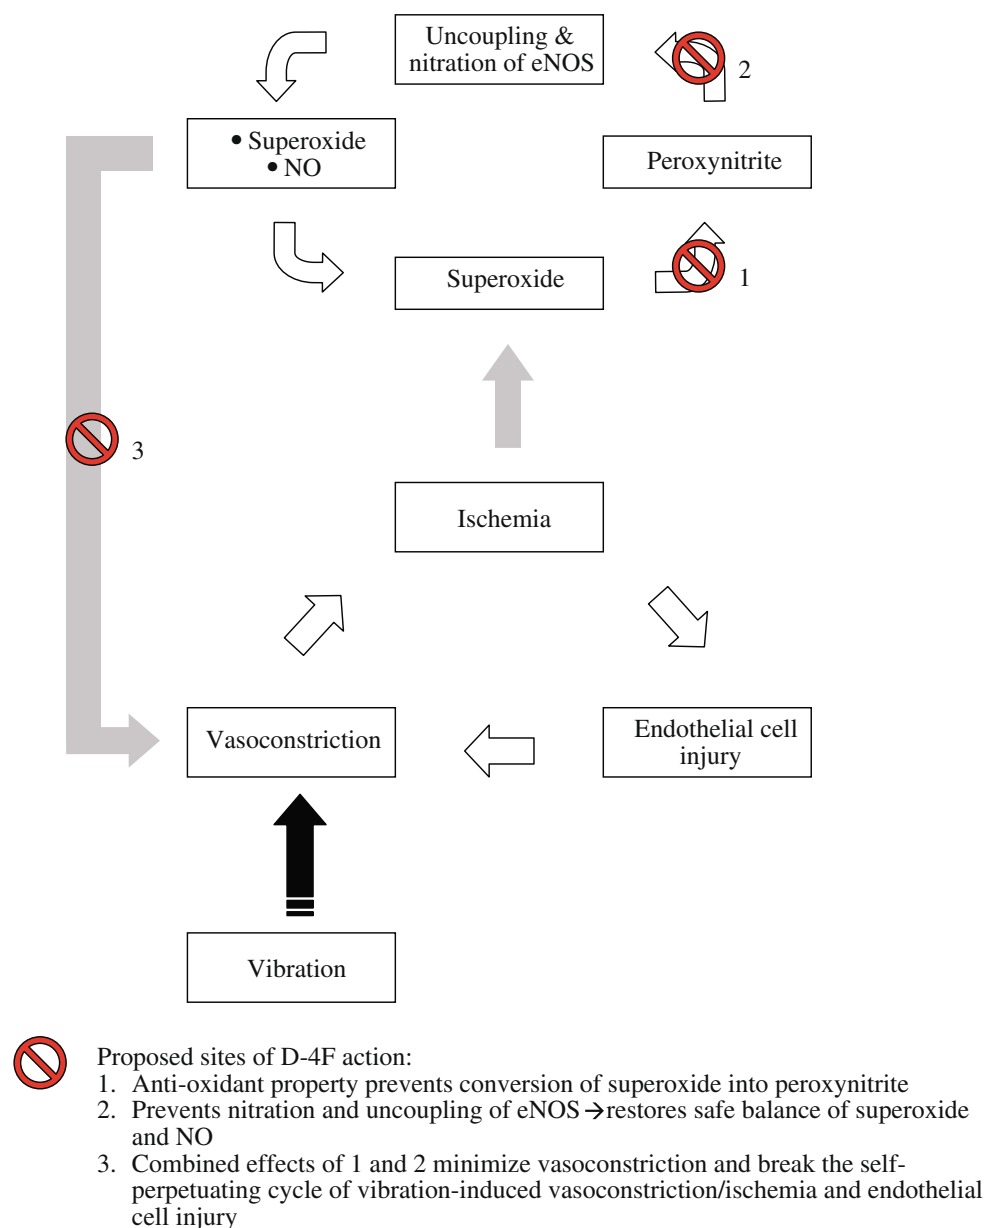 Uncoupling &
nitration of eNOS
2
• Superoxide
• NO
Peroxynitrite
Superoxide
1
3
Ischemia
Vasoconstriction
Endothelial cell
injury
Vibration
Proposed sites of D-4F action:
1. Anti-oxidant property prevents conversion of superoxide into peroxynitrite
2. Prevents nitration and uncoupling of eNOS → restores safe balance of superoxide
and NO
3. Combined effects of 1 and 2 minimize vasoconstriction and break the self-
perpetuating cycle of vibration-induced vasoconstriction/ischemia and endothelial
cell injury